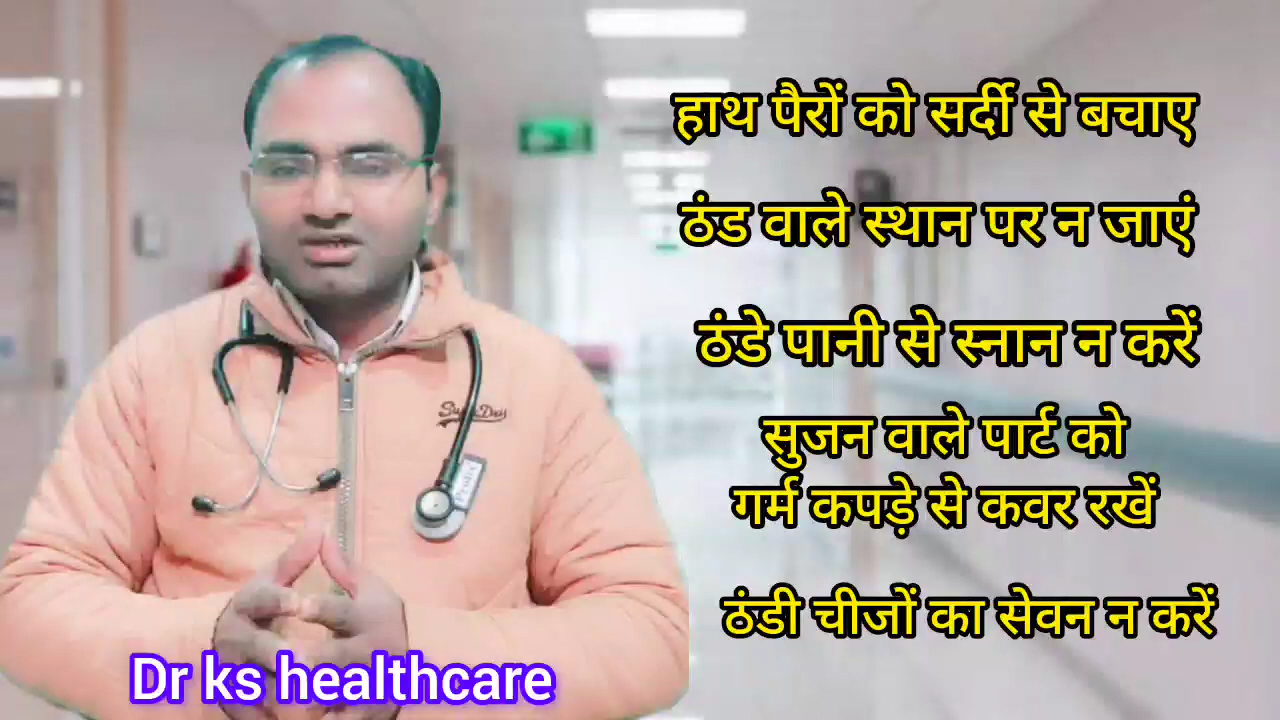 हाथ पैरों को सर्दी से बचाए
ठंड वाले स्थान पर न जाएं
ठंडे पानी से स्नान न करें
सुजन वाले पार्ट को
गर्म कपड़े से कवर रखें
ठंडी चीजों का सेवन न करें
Dr ks healthcare